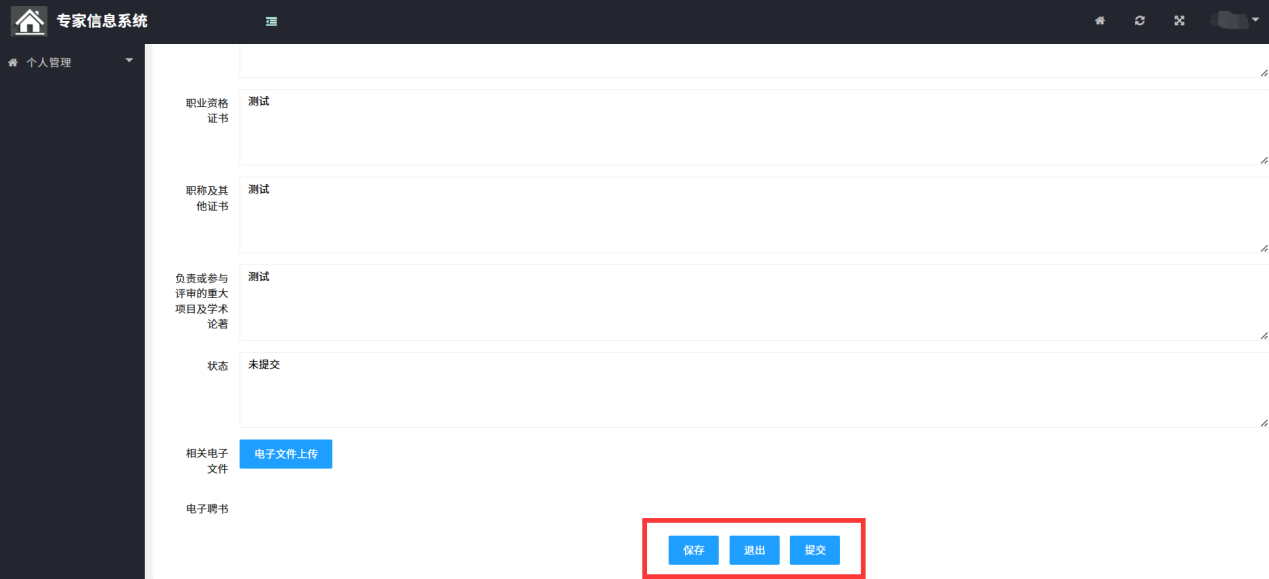 专家信息系统
个人管理
职业资格
证书
测试
职称及其
他证书
测试
负责或参与
评审的重大
项目及学术
论著
测试
状态
未提交
相关电子
文件
电子文件上传
电子聘书
保存 退出 提交